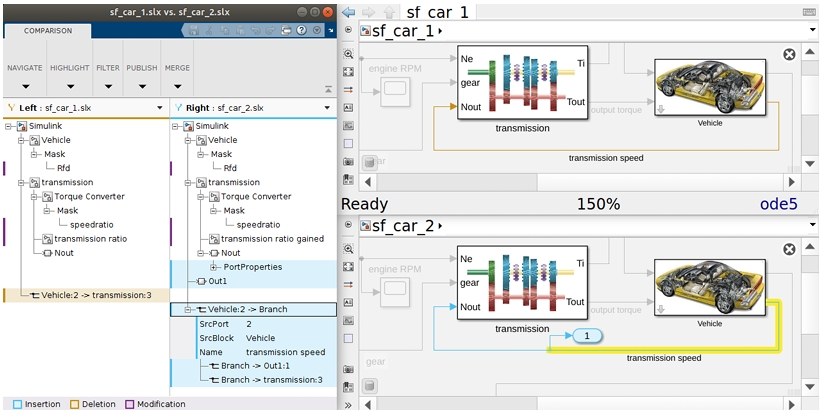 sf_car_1.slx vs. sf_car_2.slx
COMPARISON
NAVIGATE
HIGHLIGHT
FILTER
PUBLISH
MERGE
Left : sf_car_1.slx
Right : sf_car_2.slx
Simulink
Vehicle
Mask
Rfd
transmission
Torque Converter
Mask
speedratio
transmission ratio
Nout
Vehicle:2 -> transmission:3
Simulink
Vehicle
Mask
Rfd
transmission
Torque Converter
Mask
speedratio
transmission ratio gained
Nout
PortProperties
Out1
Vehicle:2 -> Branch
SrcPort 2
SrcBlock Vehicle
Name transmission speed
Branch -> Out1:1
Branch -> transmission:3
Insertion
Deletion
Modification
sf_car_1
sf_car_1
engine RPM
Ne
gear
Nout
Ti
Tout
transmission
output torque
Vehicle
transmission speed
ar
Ready
150%
ode5
sf_car_2
engine RPM
Ne
gear
Nout
Ti
Tout
transmission
output torque
Vehicle
1
transmission speed
gear